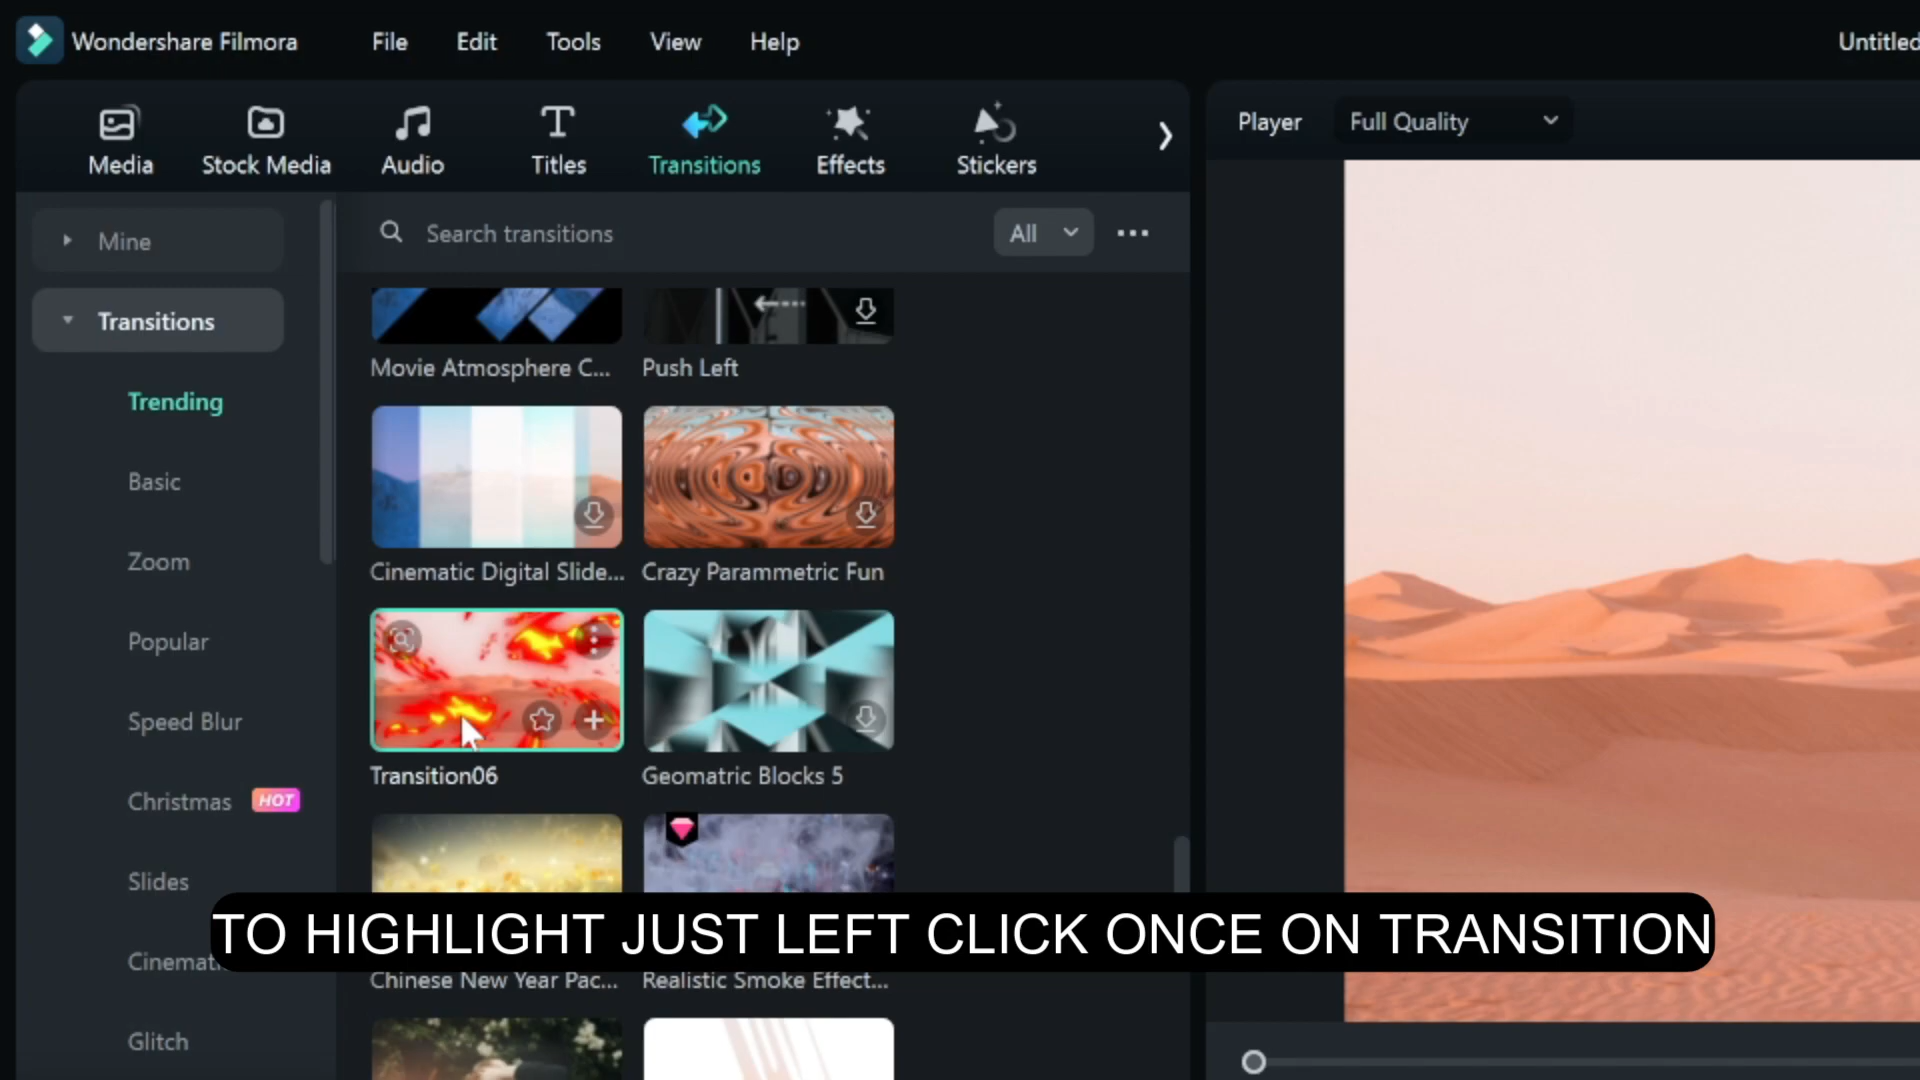 Wondershare Filmora File Edit Tools View Help Untitled
Media Stock Media Audio Titles Transitions Effects Stickers
Player Full Quality
Mine
Search transitions All
Transitions
Movie Atmosphere C... Push Left
Trending
Basic
Cinematic Digital Slide... Crazy Parammetric Fun
Zoom
Popular
Speed Blur
Transition06 Geomatric Blocks 5
Christmas HOT
Slides
TO HIGHLIGHT JUST LEFT CLICK ONCE ON TRANSITION
Chinese New Year Pac... Realistic Smoke Effect...
Glitch